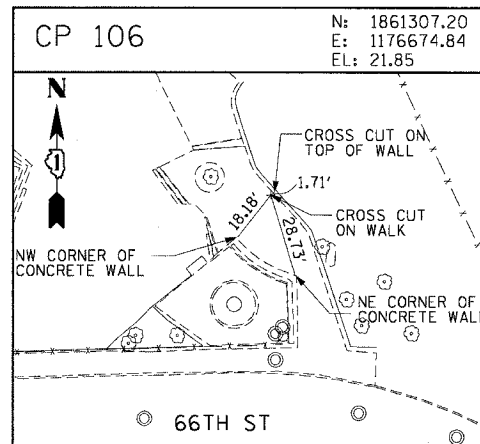 CP 106
N: 1861307.20
E: 1176674.84
EL: 21.85
N
1
CROSS CUT ON
TOP OF WALL
1.71'
18.18'
CROSS CUT
ON WALK
28.73'
NW CORNER OF
CONCRETE WALL
NE CORNER OF
CONCRETE WALL
66TH ST